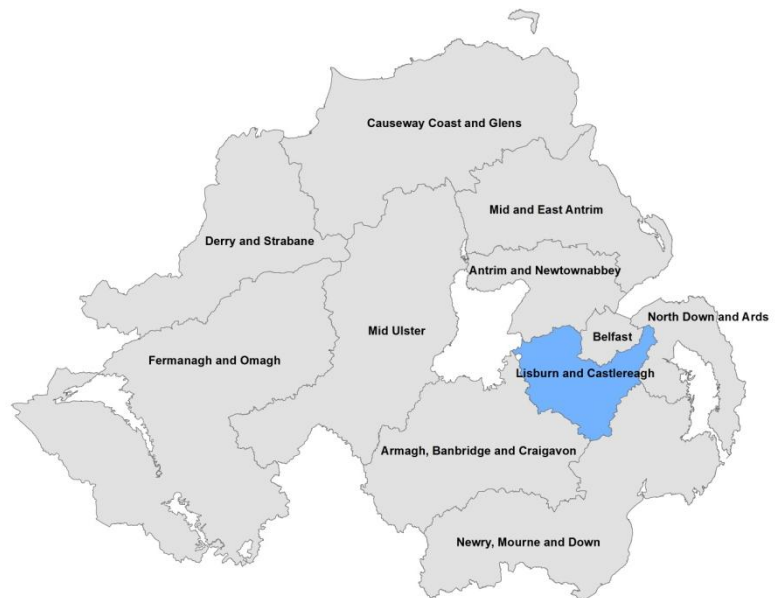 Causeway Coast and Glens
Mid and East Antrim
Derry and Strabane
Antrim and Newtownabbey
North Down and Ards
Mid Ulster
Belfast
Fermanagh and Omagh
Lisburn and Castlereagh
Armagh, Banbridge and Craigavon
Newry, Mourne and Down